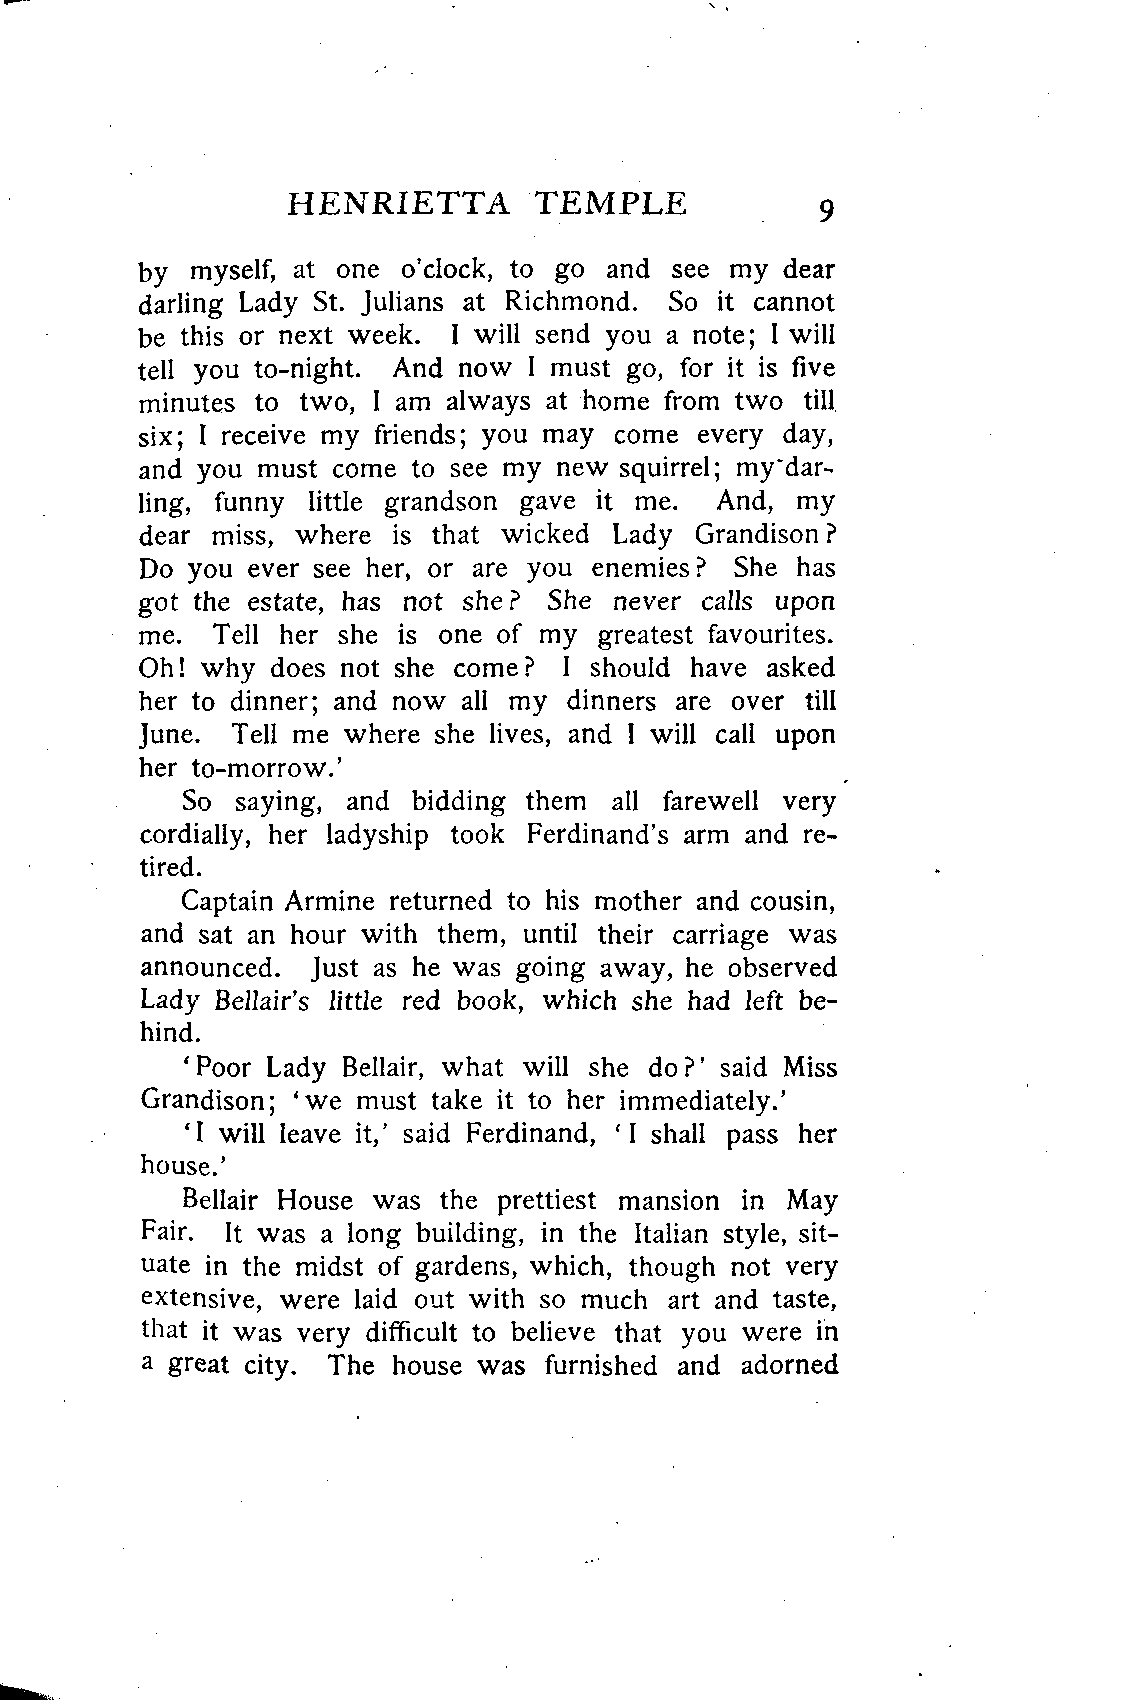 HENRIETTA TEMPLE 9
by myself, at one o'clock, to go and see my dear
darling Lady St. Julians at Richmond. So it cannot
be this or next week. I will send you a note; I will
tell you to-night. And now I must go, for it is five
minutes to two, I am always at home from two till
six; I receive my friends; you may come every day,
and you must come to see my new squirrel; my dar-
ling, funny little grandson gave it me. And, my
dear miss, where is that wicked Lady Grandison?
Do you ever see her, or are you enemies? She has
got the estate, has not she? She never calls upon
me. Tell her she is one of my greatest favourites.
Oh! why does not she come? I should have asked
her to dinner; and now all my dinners are over till
June. Tell me where she lives, and I will call upon
her to-morrow.'
So saying, and bidding them all farewell very
cordially, her ladyship took Ferdinand's arm and re-
tired.
Captain Armine returned to his mother and cousin,
and sat an hour with them, until their carriage was
announced. Just as he was going away, he observed
Lady Bellair's little red book, which she had left be-
hind.
'Poor Lady Bellair, what will she do?' said Miss
Grandison; 'we must take it to her immediately.'
'I will leave it,' said Ferdinand, 'I shall pass her
house.'
Bellair House was the prettiest mansion in May
Fair. It was a long building, in the Italian style, sit-
uate in the midst of gardens, which, though not very
extensive, were laid out with so much art and taste,
that it was very difficult to believe that you were in
a great city. The house was furnished and adorned